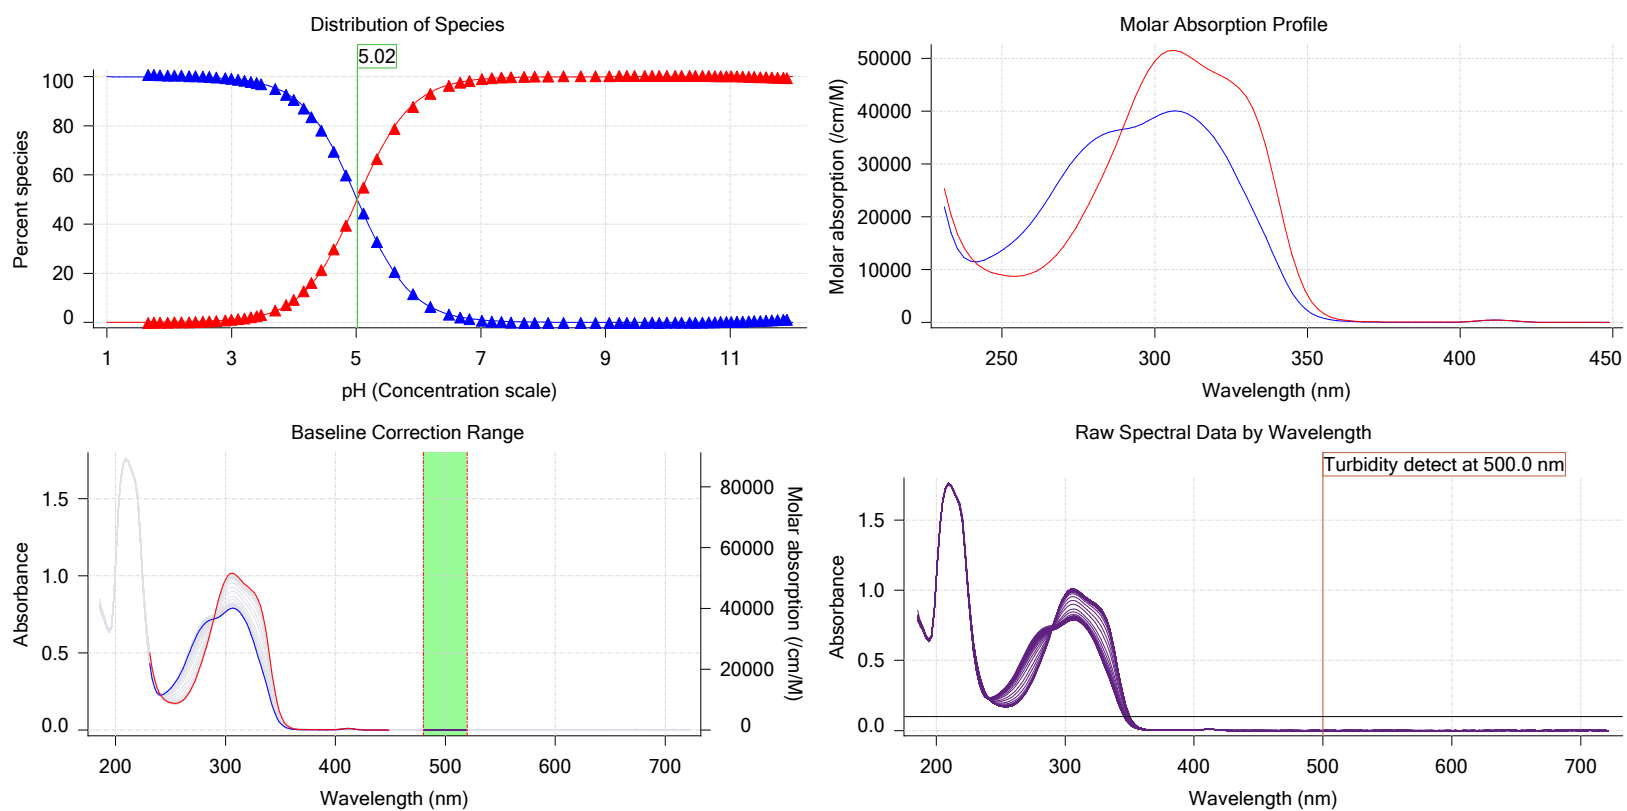 Distribution of Species
5.02
Percent species
100
80
60
40
20
0
1 3 5 7 9 11
pH (Concentration scale)
Molar Absorption Profile
Molar absorption (/cm/M)
50000
40000
30000
20000
10000
0
250 300 350 400 450
Wavelength (nm)
Baseline Correction Range
Absorbance
1.5
1.0
0.5
0.0
80000
60000
40000
20000
0
Molar absorption (/cm/M)
200 300 400 500 600 700
Wavelength (nm)
Raw Spectral Data by Wavelength
Turbidity detect at 500.0 nm
Absorbance
1.5
1.0
0.5
0.0
200 300 400 500 600 700
Wavelength (nm)